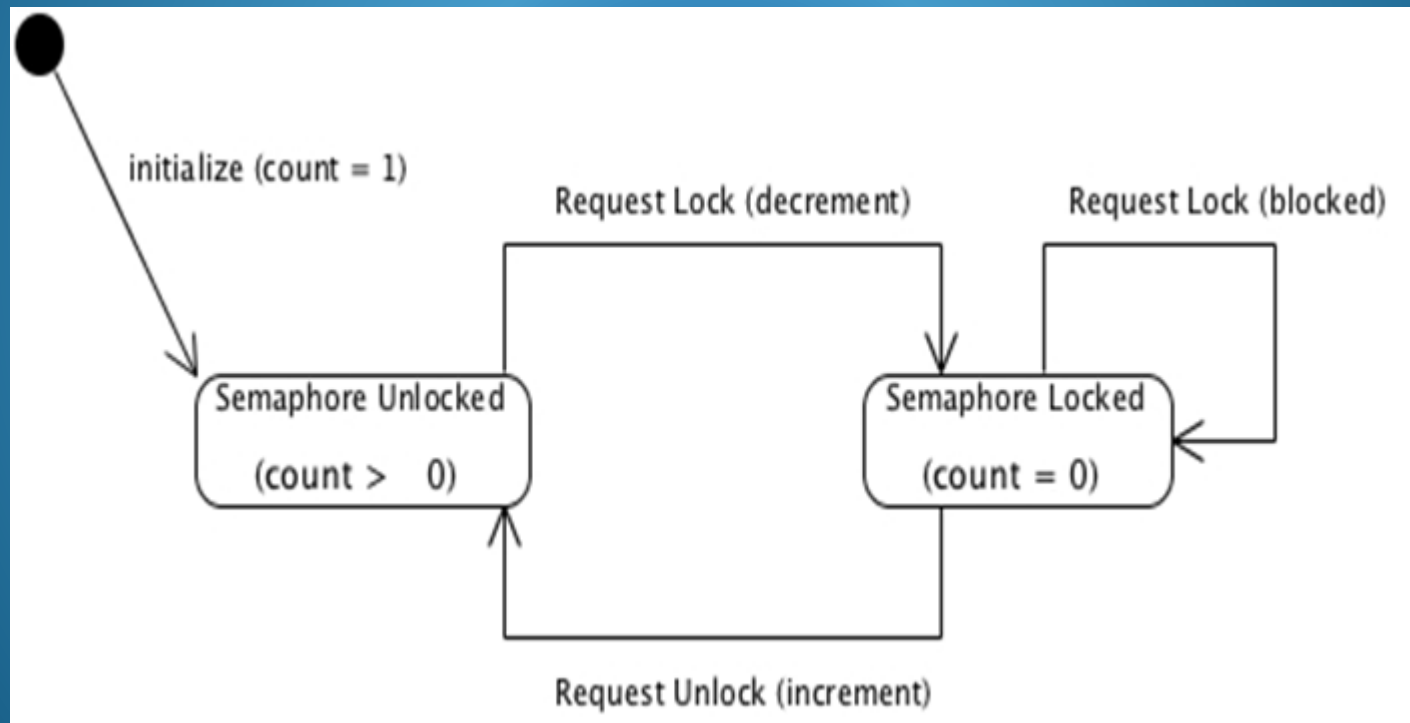 initialize (count = 1)
Request Lock (decrement)
Request Lock (blocked)
Semaphore Unlocked
(count > 0)
Semaphore Locked
(count = 0)
Request Unlock (increment)